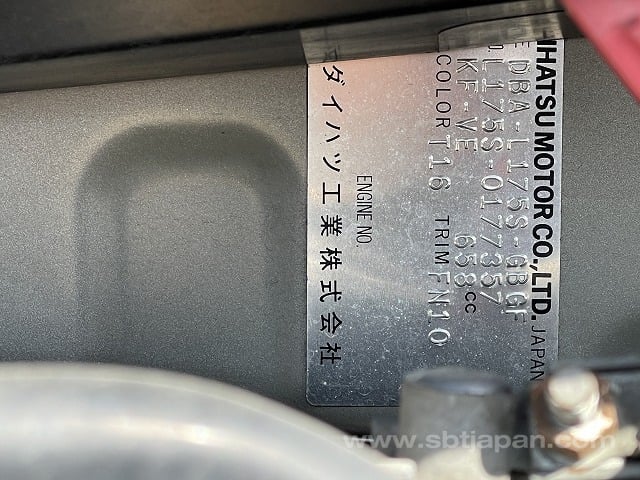 IHATSU MOTOR CO., LTD. JAPAN
DBA-L175S-GBGF
L175S-0177357
KF-VE 658cc
COLOR T16 TRIM FN10
ENGINE NO.
ダイハツ工業株式会社
www.sbtjapan.com